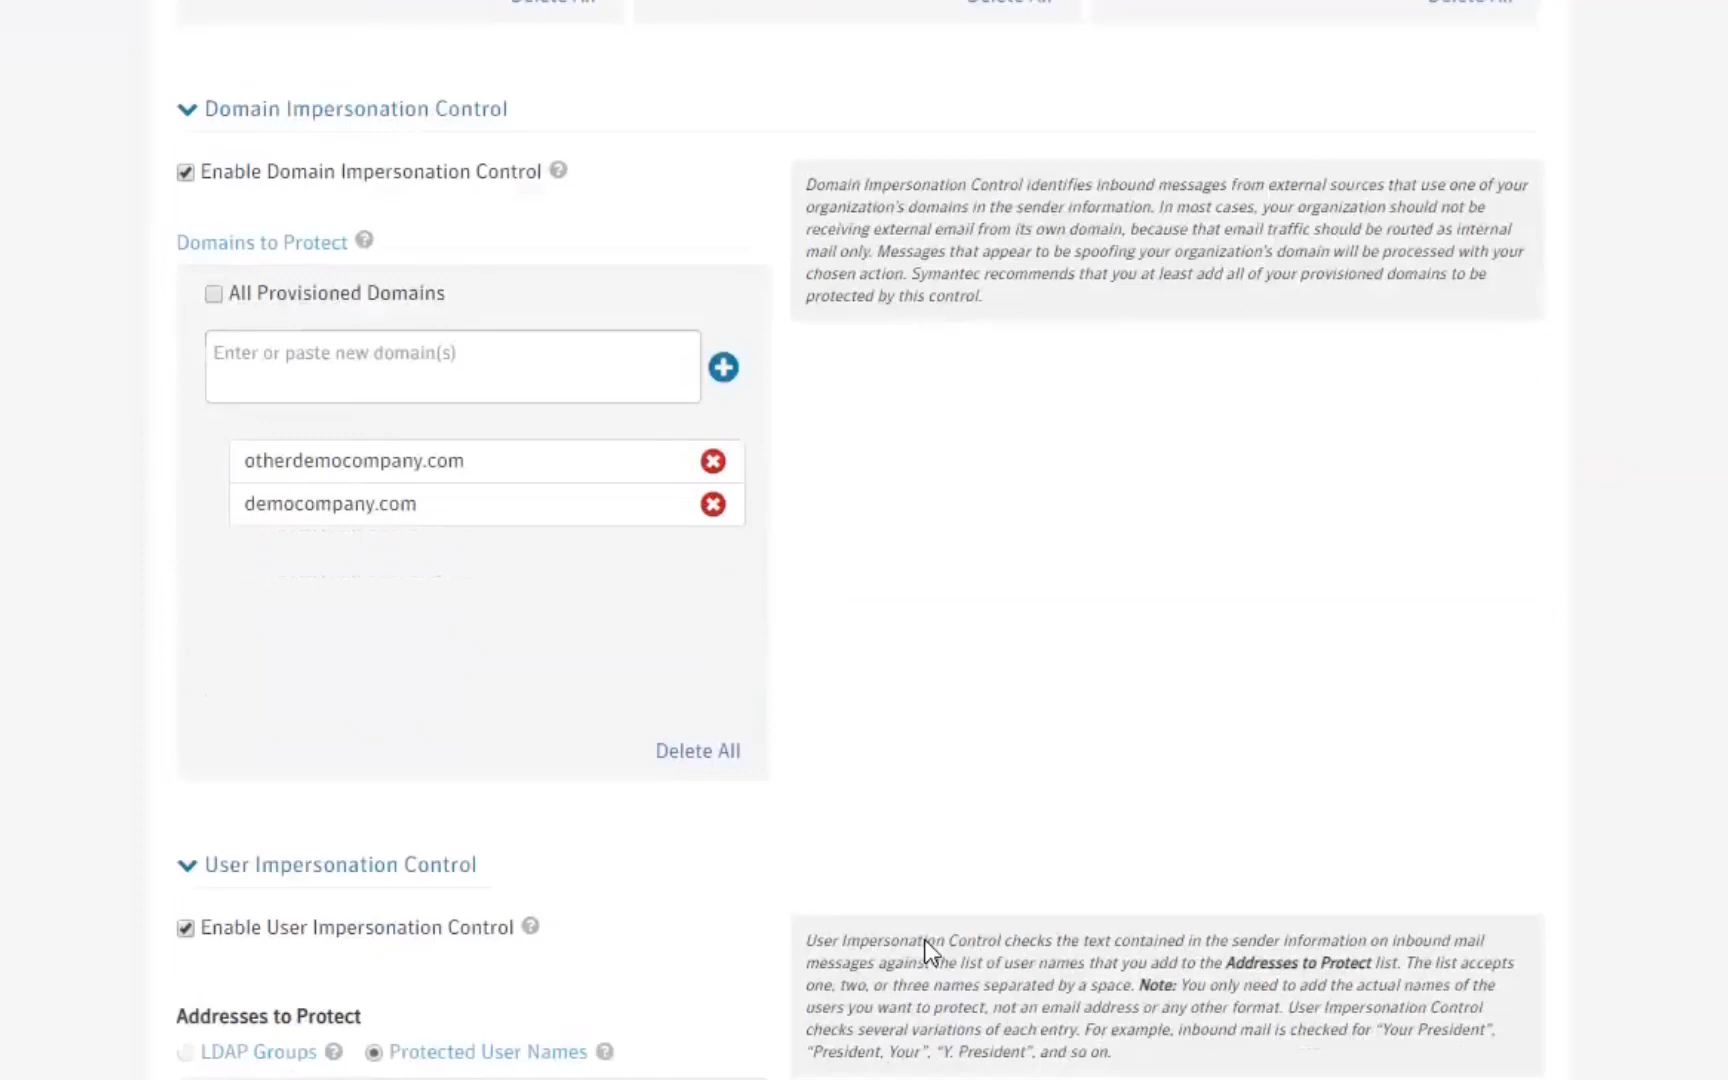 Delete All Delete All Delete All
Domain Impersonation Control
Enable Domain Impersonation Control
Domain Impersonation Control identifies inbound messages from external sources that use one of your
organization's domains in the sender information. In most cases, your organization should not be
receiving external email from its own domain, because that email traffic should be routed as internal
mail only. Messages that appear to be spoofing your organization's domain will be processed with your
chosen action. Symantec recommends that you at least add all of your provisioned domains to be
protected by this control.
Domains to Protect
All Provisioned Domains
Enter or paste new domain(s)
otherdemocompany.com
democompany.com
Delete All
User Impersonation Control
Enable User Impersonation Control
User Impersonation Control checks the text contained in the sender information on inbound mail
messages against the list of user names that you add to the Addresses to Protect list. The list accepts
one, two, or three names separated by a space. Note: You only need to add the actual names of the
users you want to protect, not an email address or any other format. User Impersonation Control
checks several variations of each entry. For example, inbound mail is checked for “Your President”,
“President, Your”, “Y. President”, and so on.
Addresses to Protect
LDAP Groups Protected User Names